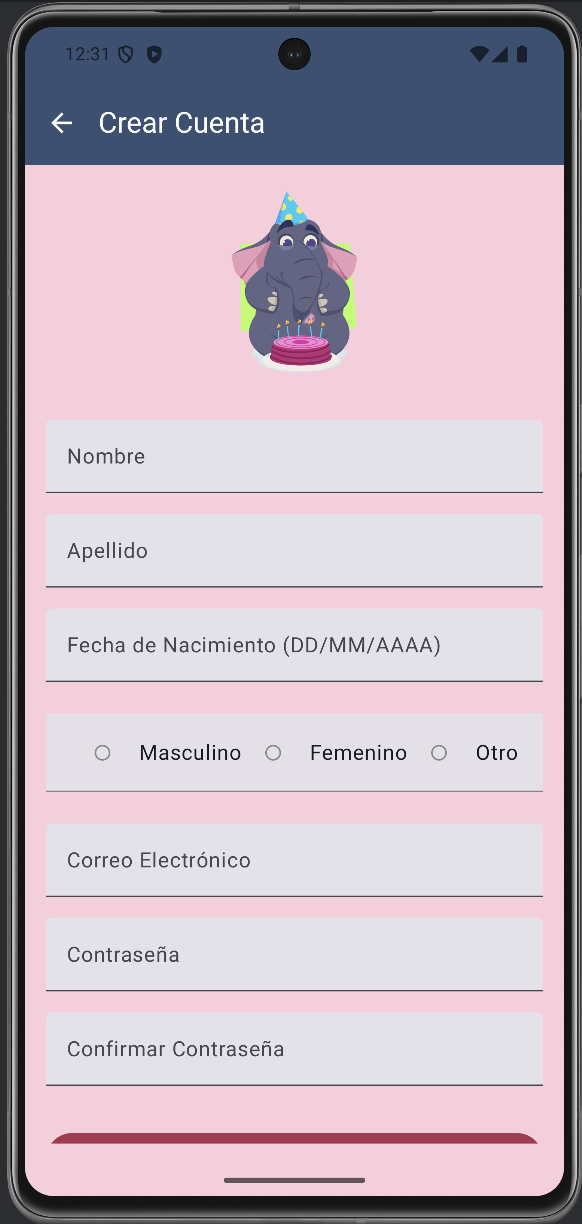 12:31
Crear Cuenta
Nombre
Apellido
Fecha de Nacimiento (DD/MM/AAAA)
Masculino Femenino Otro
Correo Electrónico
Contraseña
Confirmar Contraseña